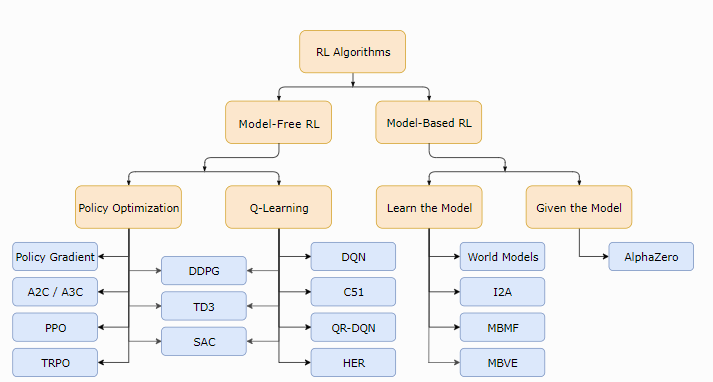 RL Algorithms
Model-Free RL
Model-Based RL
Policy Optimization
Q-Learning
Learn the Model
Given the Model
Policy Gradient
DDPG
DQN
World Models
AlphaZero
A2C / A3C
TD3
C51
I2A
PPO
SAC
QR-DQN
MBMF
TRPO
HER
MBVE